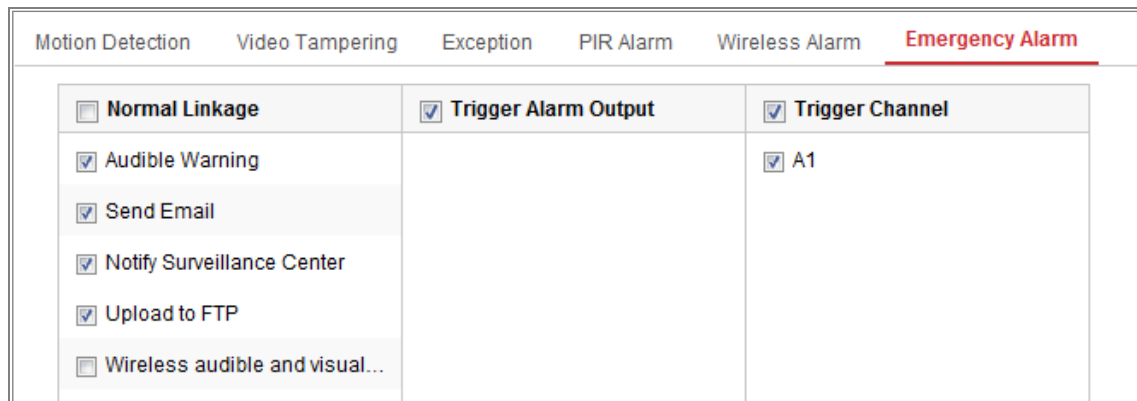 Motion Detection Video Tampering Exception PIR Alarm Wireless Alarm Emergency Alarm
Normal Linkage Trigger Alarm Output Trigger Channel
Audible Warning A1
Send Email
Notify Surveillance Center
Upload to FTP
Wireless audible and visual...